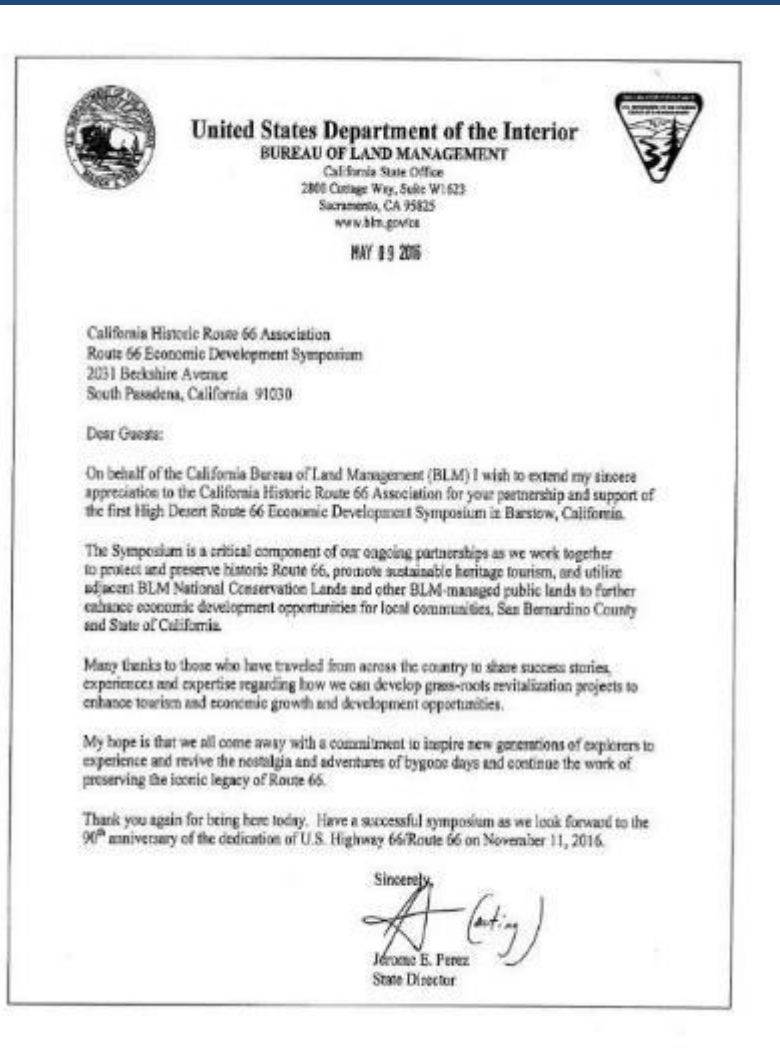 United States Department of the Interior
BUREAU OF LAND MANAGEMENT
California State Office
2800 Cottage Way, Suite W1623
Sacramento, CA 95825
www.blm.gov/ca
MAY 09 2016
California Historic Route 66 Association
Route 66 Economic Development Symposium
2031 Berkshire Avenue
South Pasadena, California 91030
Dear Guests:
On behalf of the California Bureau of Land Management (BLM) I wish to extend my sincere
appreciation to the California Historic Route 66 Association for your partnership and support of
the first High Desert Route 66 Economic Development Symposium in Barstow, California.
The Symposium is a critical component of our ongoing partnerships as we work together
to protect and preserve historic Route 66, promote sustainable heritage tourism, and utilize
adjacent BLM National Conservation Lands and other BLM-managed public lands to further
enhance economic development opportunities for local communities, San Bernardino County
and State of California.
Many thanks to those who have traveled from across the country to share success stories,
experiences and expertise regarding how we can develop grass-roots revitalization projects to
enhance tourism and economic growth and development opportunities.
My hope is that we all come away with a commitment to inspire new generations of explorers to
experience and revive the nostalgia and adventures of bygone days and continue the work of
preserving the iconic legacy of Route 66.
Thank you again for being here today. Have a successful symposium as we look forward to the
90th anniversary of the dedication of U.S. Highway 66/Route 66 on November 11, 2016.
Sincerely,
(acting)
Jerome E. Perez
State Director